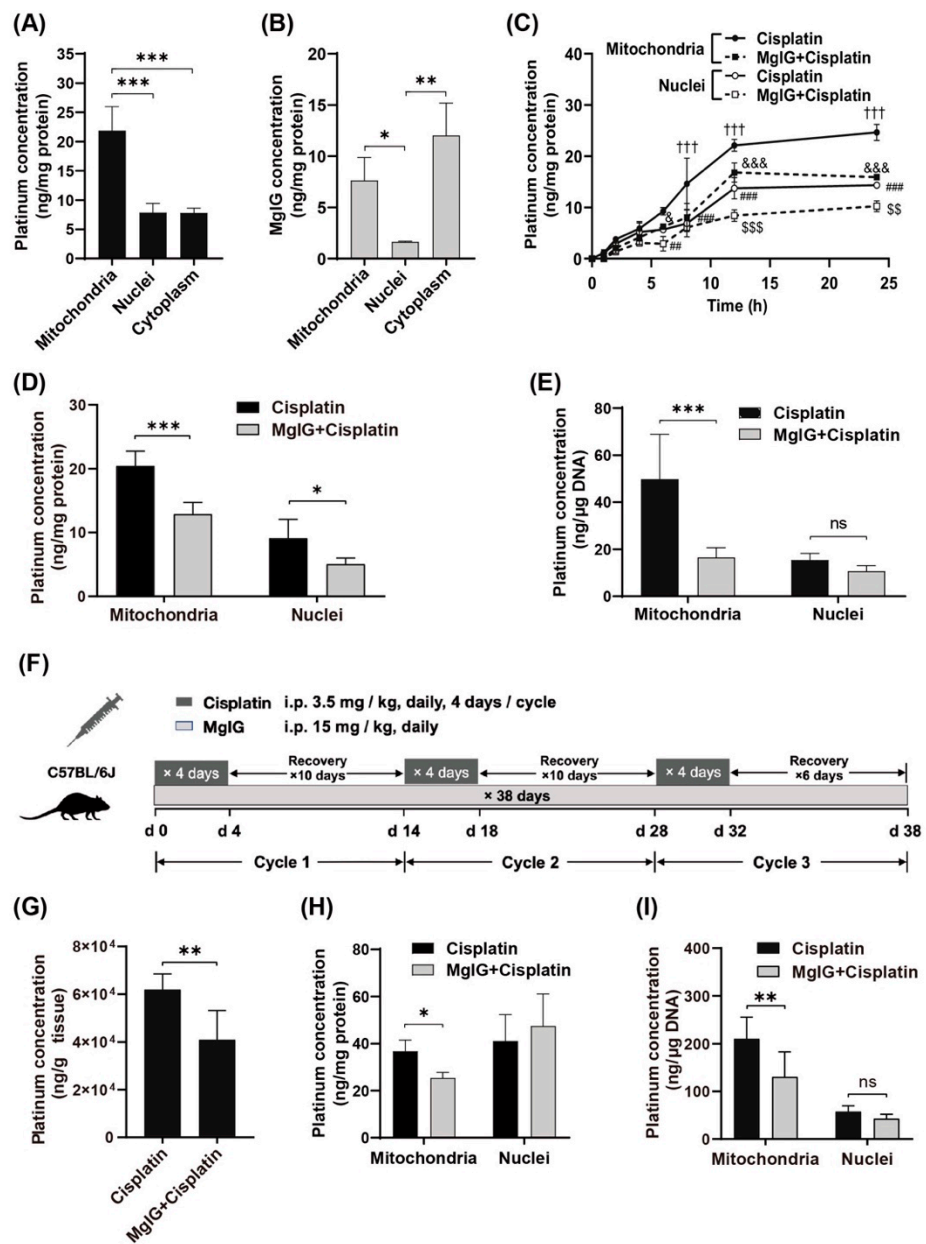 (A)
Platinum concentration
(ng/mg protein)
35
30
25
20
15
10
5
0
***
***
Mitochondria
Nuclei
Cytoplasm
(B)
MgIG concentration
(ng/mg protein)
20
15
10
5
0
*
**
Mitochondria
Nuclei
Cytoplasm
(C)
Mitochondria
Cisplatin
MgIG+Cisplatin
Nuclei
Cisplatin
MgIG+Cisplatin
Platinum concentration
(ng/mg protein)
40
30
20
10
0
†††
†††
†††
&
&&&
&&&
##
###
###
###
$$$
$$
0
5
10
15
20
25
Time (h)
(D)
Cisplatin
MgIG+Cisplatin
Platinum concentration
(ng/mg protein)
30
20
10
0
***
*
Mitochondria
Nuclei
(E)
Cisplatin
MgIG+Cisplatin
Platinum concentration
(ng/µg DNA)
80
60
40
20
0
***
ns
Mitochondria
Nuclei
(F)
Cisplatin i.p. 3.5 mg / kg, daily, 4 days / cycle
MgIG i.p. 15 mg / kg, daily
C57BL/6J
× 4 days
Recovery
×10 days
× 4 days
Recovery
×10 days
× 4 days
Recovery
×6 days
× 38 days
d 0
d 4
d 14
d 18
d 28
d 32
d 38
Cycle 1
Cycle 2
Cycle 3
(G)
Platinum concentration
(ng/g tissue)
8×10⁴
6×10⁴
4×10⁴
2×10⁴
0
**
Cisplatin
MgIG+Cisplatin
(H)
Cisplatin
MgIG+Cisplatin
Platinum concentration
(ng/mg protein)
80
60
40
20
0
*
Mitochondria
Nuclei
(I)
Cisplatin
MgIG+Cisplatin
Platinum concentration
(ng/µg DNA)
400
300
200
100
0
**
ns
Mitochondria
Nuclei